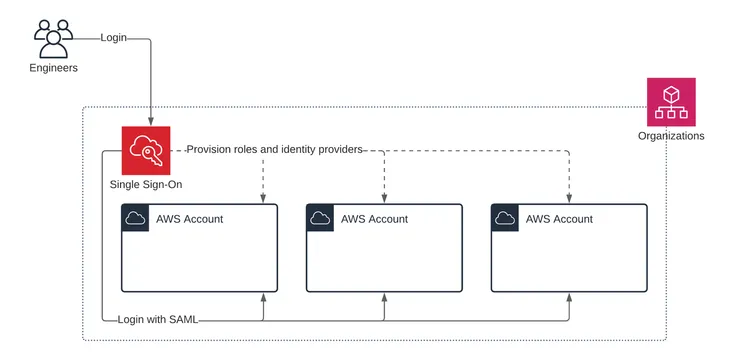 Login
Engineers
Organizations
Provision roles and identity providers
Single Sign-On
AWS Account
AWS Account
AWS Account
Login with SAML